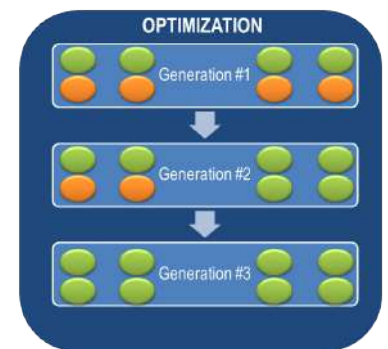 OPTIMIZATION
Generation #1
Generation #2
Generation #3